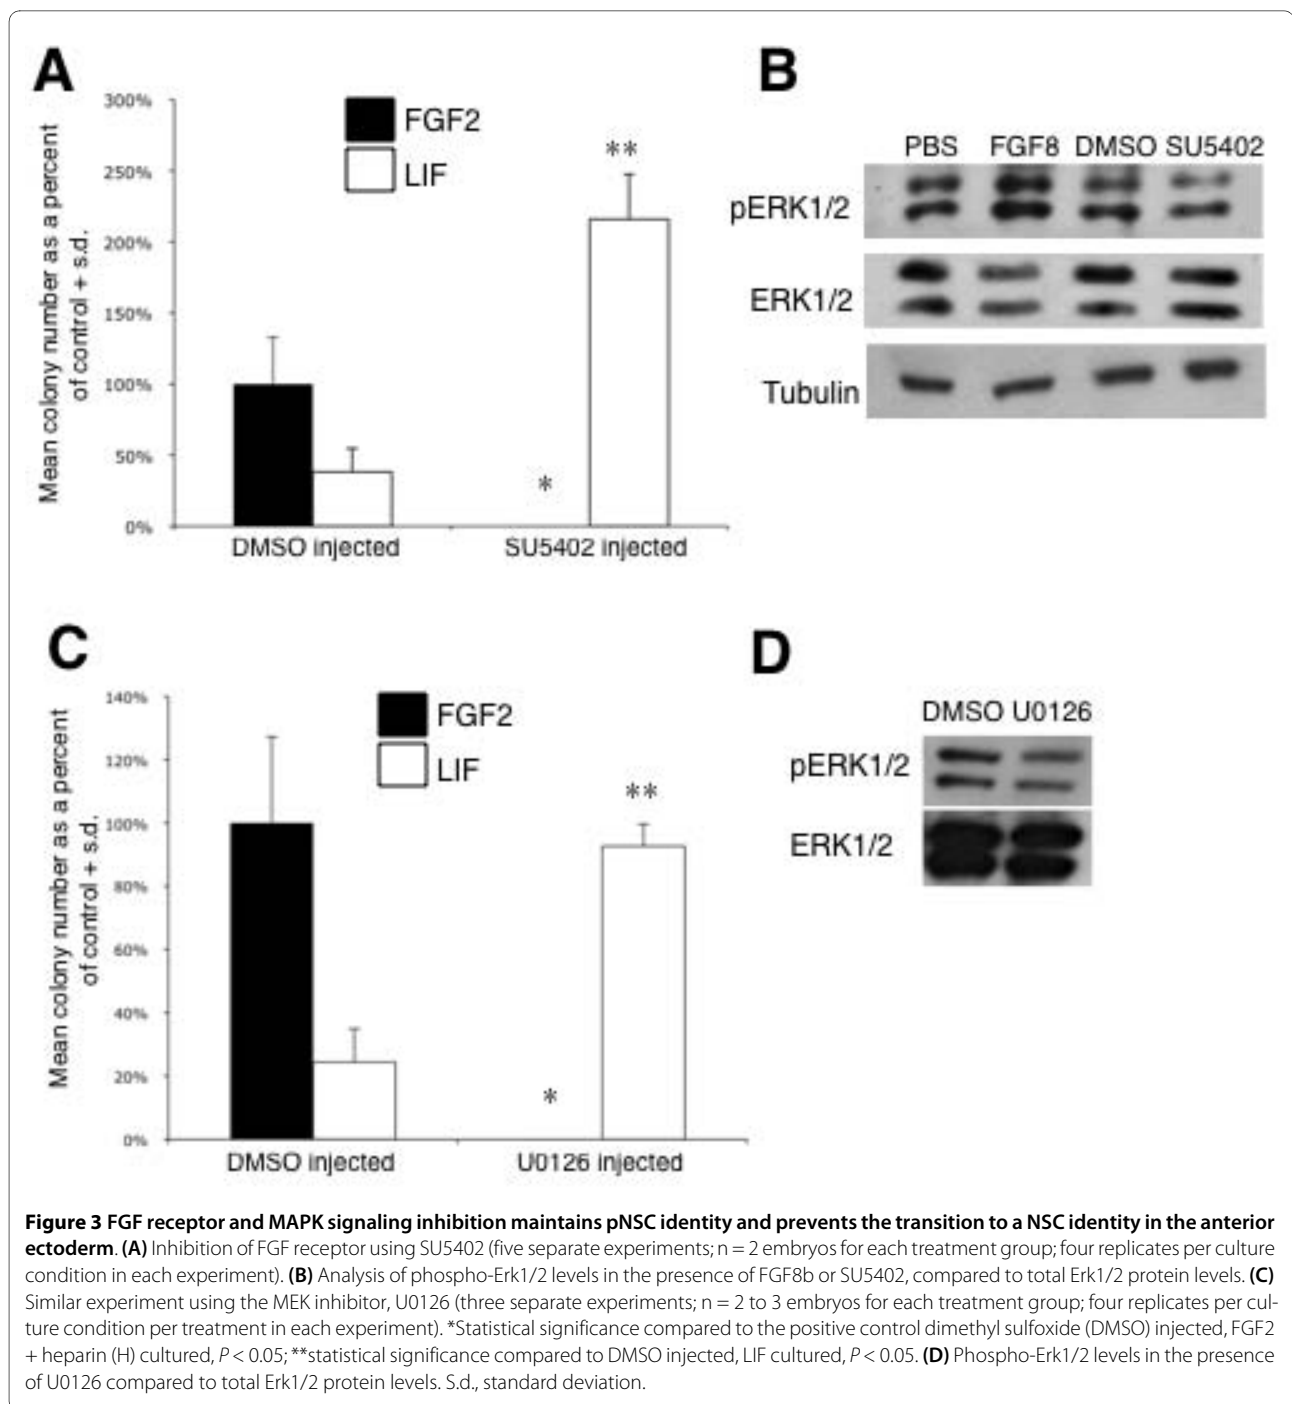 A
Mean colony number as a percent
of control + s.d.
300%
250%
200%
150%
100%
50%
0%
FGF2
LIF
**
*
DMSO injected
SU5402 injected
B
PBS FGF8 DMSO SU5402
pERK1/2
ERK1/2
Tubulin
C
Mean colony number as a percent
of control + s.d.
140%
120%
100%
80%
60%
40%
20%
0%
FGF2
LIF
**
*
DMSO injected
U0126 injected
D
DMSO U0126
pERK1/2
ERK1/2
Figure 3 FGF receptor and MAPK signaling inhibition maintains pNSC identity and prevents the transition to a NSC identity in the anterior
ectoderm. (A) Inhibition of FGF receptor using SU5402 (five separate experiments; n = 2 embryos for each treatment group; four replicates per culture
condition in each experiment). (B) Analysis of phospho-Erk1/2 levels in the presence of FGF8b or SU5402, compared to total Erk1/2 protein levels. (C)
Similar experiment using the MEK inhibitor, U0126 (three separate experiments; n = 2 to 3 embryos for each treatment group; four replicates per cul-
ture condition per treatment in each experiment). *Statistical significance compared to the positive control dimethyl sulfoxide (DMSO) injected, FGF2
+ heparin (H) cultured, P < 0.05; **statistical significance compared to DMSO injected, LIF cultured, P < 0.05. (D) Phospho-Erk1/2 levels in the presence
of U0126 compared to total Erk1/2 protein levels. S.d., standard deviation.